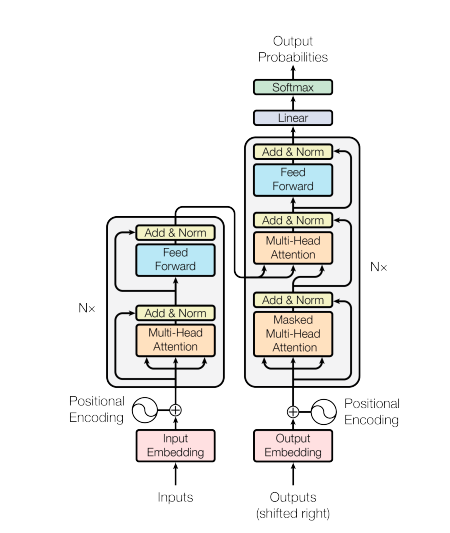 Output
Probabilities
Softmax
Linear
Add & Norm
Feed
Forward
Add & Norm
Multi-Head
Attention
Add & Norm
Masked
Multi-Head
Attention
N×
Add & Norm
Feed
Forward
Add & Norm
Multi-Head
Attention
N×
Positional
Encoding
Positional
Encoding
Input
Embedding
Output
Embedding
Inputs
Outputs
(shifted right)